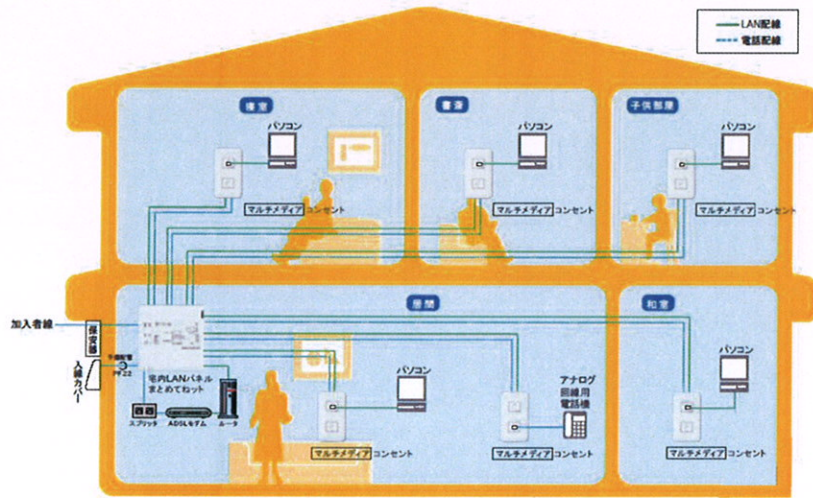 LAN配線
電話配線
寝室
書斎
子供部屋
パソコン
パソコン
パソコン
マルチメディア コンセント
マルチメディア コンセント
マルチメディア コンセント
居間
和室
加入者線
保安器
入線カバー
予備配管
PF22
宅内LANパネル
まとめてねット
スプリッタ
ADSLモデム
ルータ
パソコン
アナログ
回線用
電話機
パソコン
マルチメディア コンセント
マルチメディア コンセント
マルチメディア コンセント